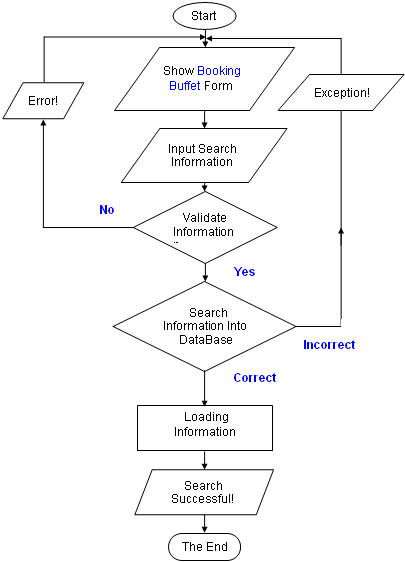 Start
Show Booking
Buffet Form
Error!
Exception!
Input Search
Information
No
Validate
Information
..
Yes
Search
Information Into
DataBase
Incorrect
Correct
Loading
Information
Search
Successful!
The End